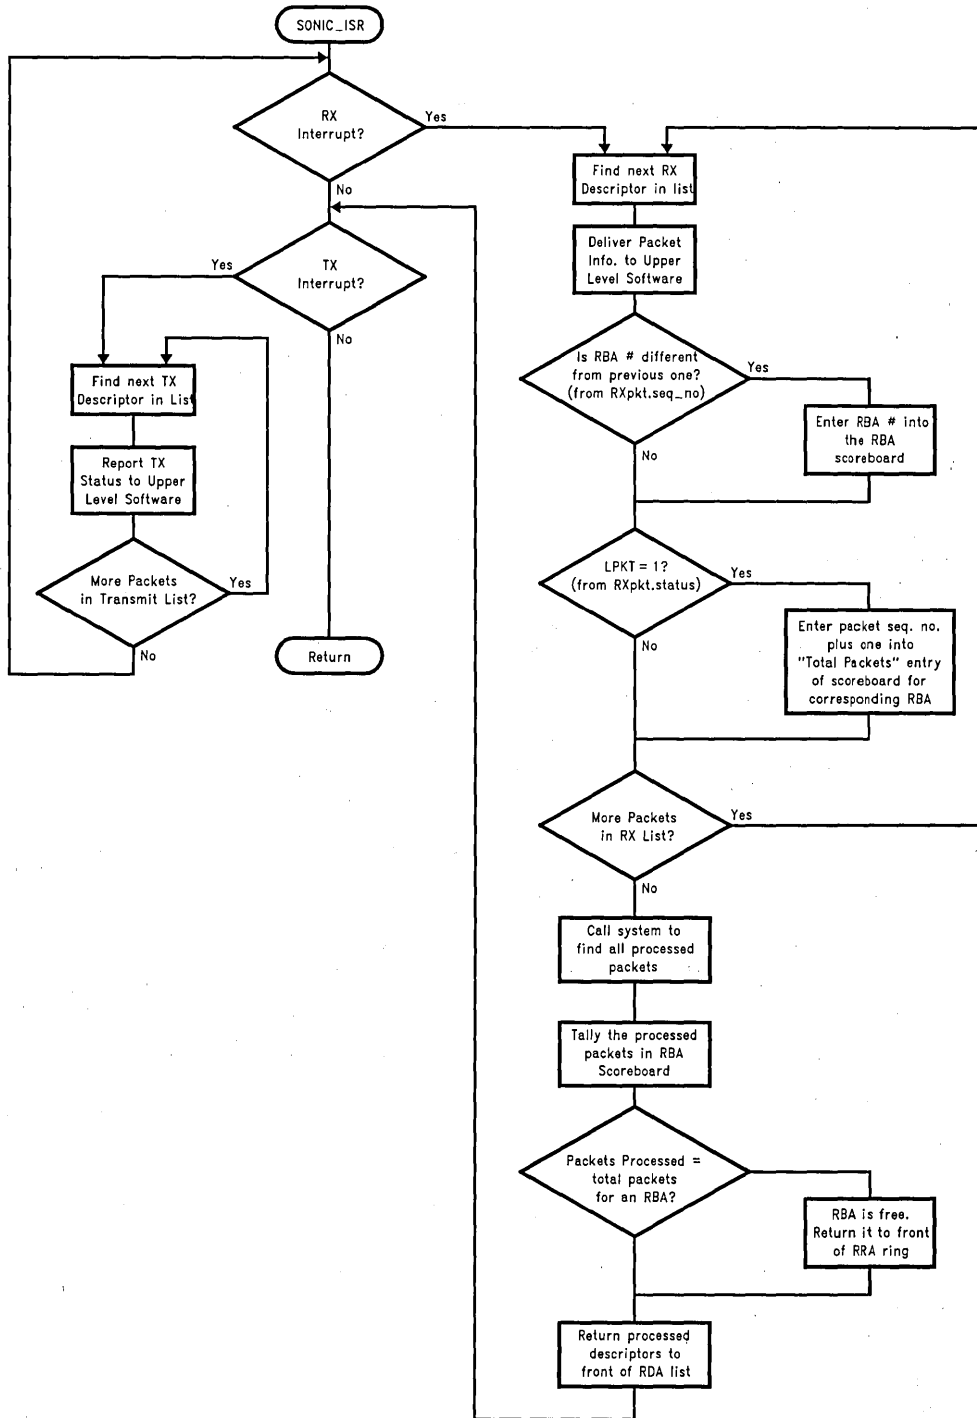 SONIC_ISR
RX
Interrupt?
Yes
No
Find next RX
Descriptor in list
Deliver Packet
Info. to Upper
Level Software
TX
Interrupt?
Yes
No
Find next TX
Descriptor in List
Report TX
Status to Upper
Level Software
More Packets
in Transmit List?
Yes
No
Return
Is RBA # different
from previous one?
(from RXpkt.seq_no)
Yes
No
Enter RBA # into
the RBA
scoreboard
LPKT = 1?
(from RXpkt.status)
Yes
No
Enter packet seq. no.
plus one into
"Total Packets" entry
of scoreboard for
corresponding RBA
More Packets
in RX List?
Yes
No
Call system to
find all processed
packets
Tally the processed
packets in RBA
Scoreboard
Packets Processed =
total packets
for an RBA?
RBA is free.
Return it to front
of RRA ring
Return processed
descriptors to
front of RDA list